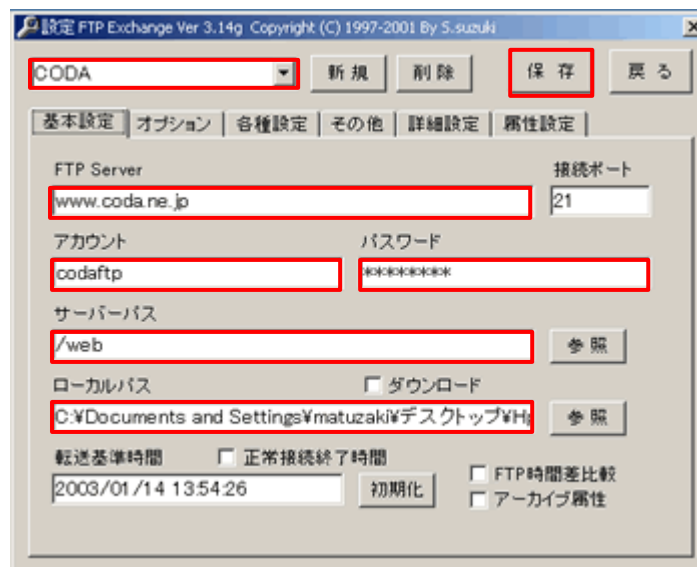 設定 FTP Exchange Ver 3.14g Copyright (C) 1997-2001 By S.suzuki
CODA 新規 削除 保存 戻る
基本設定 オプション 各種設定 その他 詳細設定 属性設定
FTP Server 接続ポート
www.coda.ne.jp 21
アカウント パスワード
codaftp ********
サーバーパス
/web 参照
ローカルパス ダウンロード
C:¥Documents and Settings¥matuzaki¥デスクトップ¥Hp 参照
転送基準時間 正常接続終了時間
2003/01/14 13:54:26 初期化 FTP時間差比較
アーカイブ属性